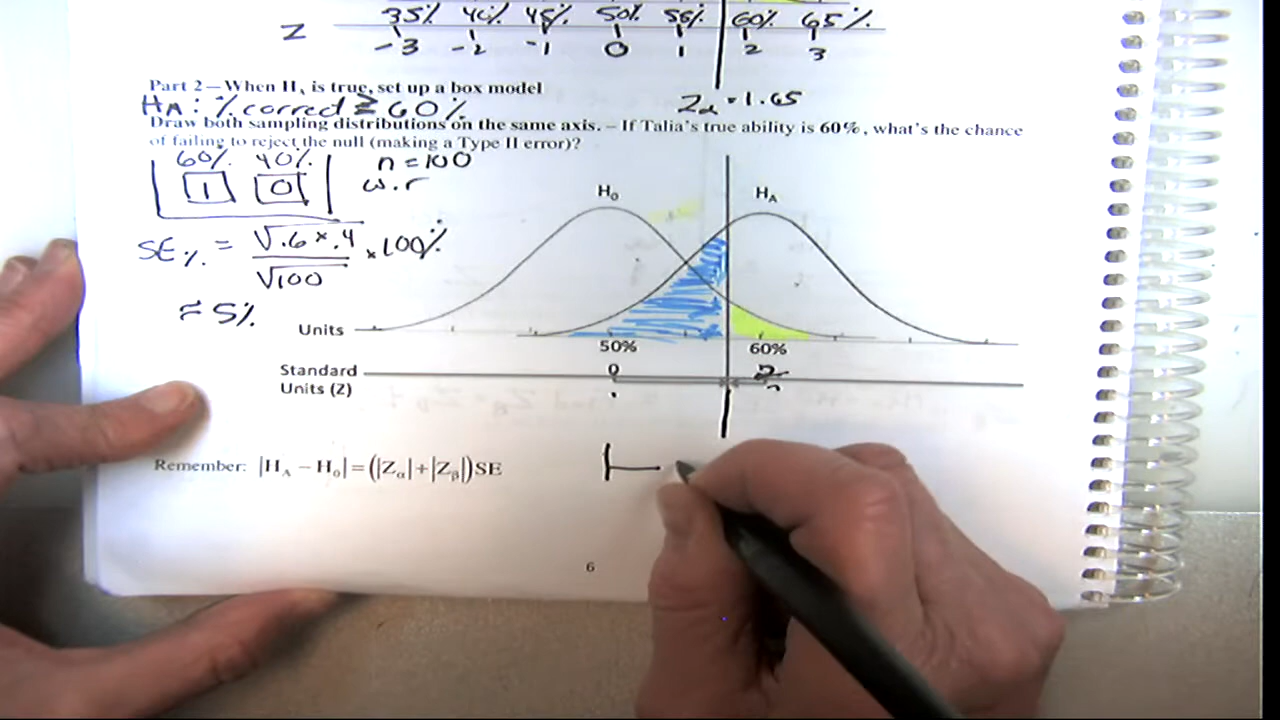 35% 40% 45% 50% 55% 60% 65%
Z -3 -2 -1 0 1 2 3
Part 2 – When Hₐ is true, set up a box model
HA : % correct ≥ 60%
Zα = 1.65
Draw both sampling distributions on the same axis. – If Talia's true ability is 60%, what's the chance
of failing to reject the null (making a Type II error)?
60% 40% n = 100
1 0 w.r
H₀ Hₐ
SE% = √.6 × .4 / √100 × 100%
≈ 5%
Units
50% 60%
Standard 0
Units (Z)
Remember: |Hₐ – H₀| = (|Zα| + |Zβ|)SE
6